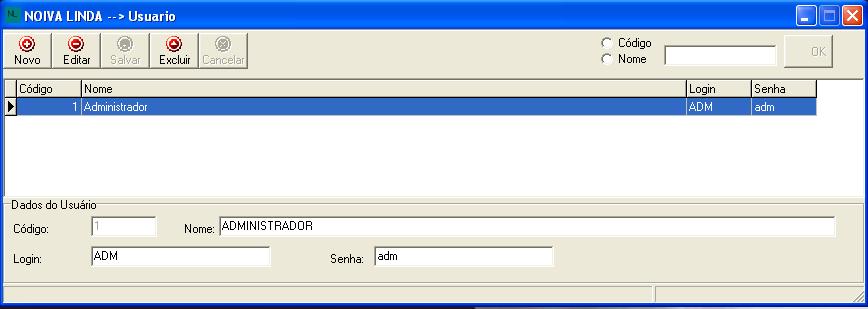 NL NOIVA LINDA --> Usuario
Novo Editar Salvar Excluir Cancelar
Código
Nome
OK
Código Nome Login Senha
1 Administrador ADM adm
Dados do Usuário
Código: 1 Nome: ADMINISTRADOR
Login: ADM Senha: adm